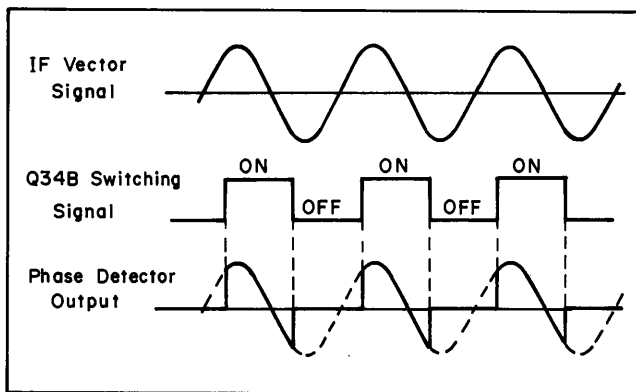 IF Vector
Signal
ON ON ON
Q34B Switching
OFF OFF
Signal
Phase Detector
Output